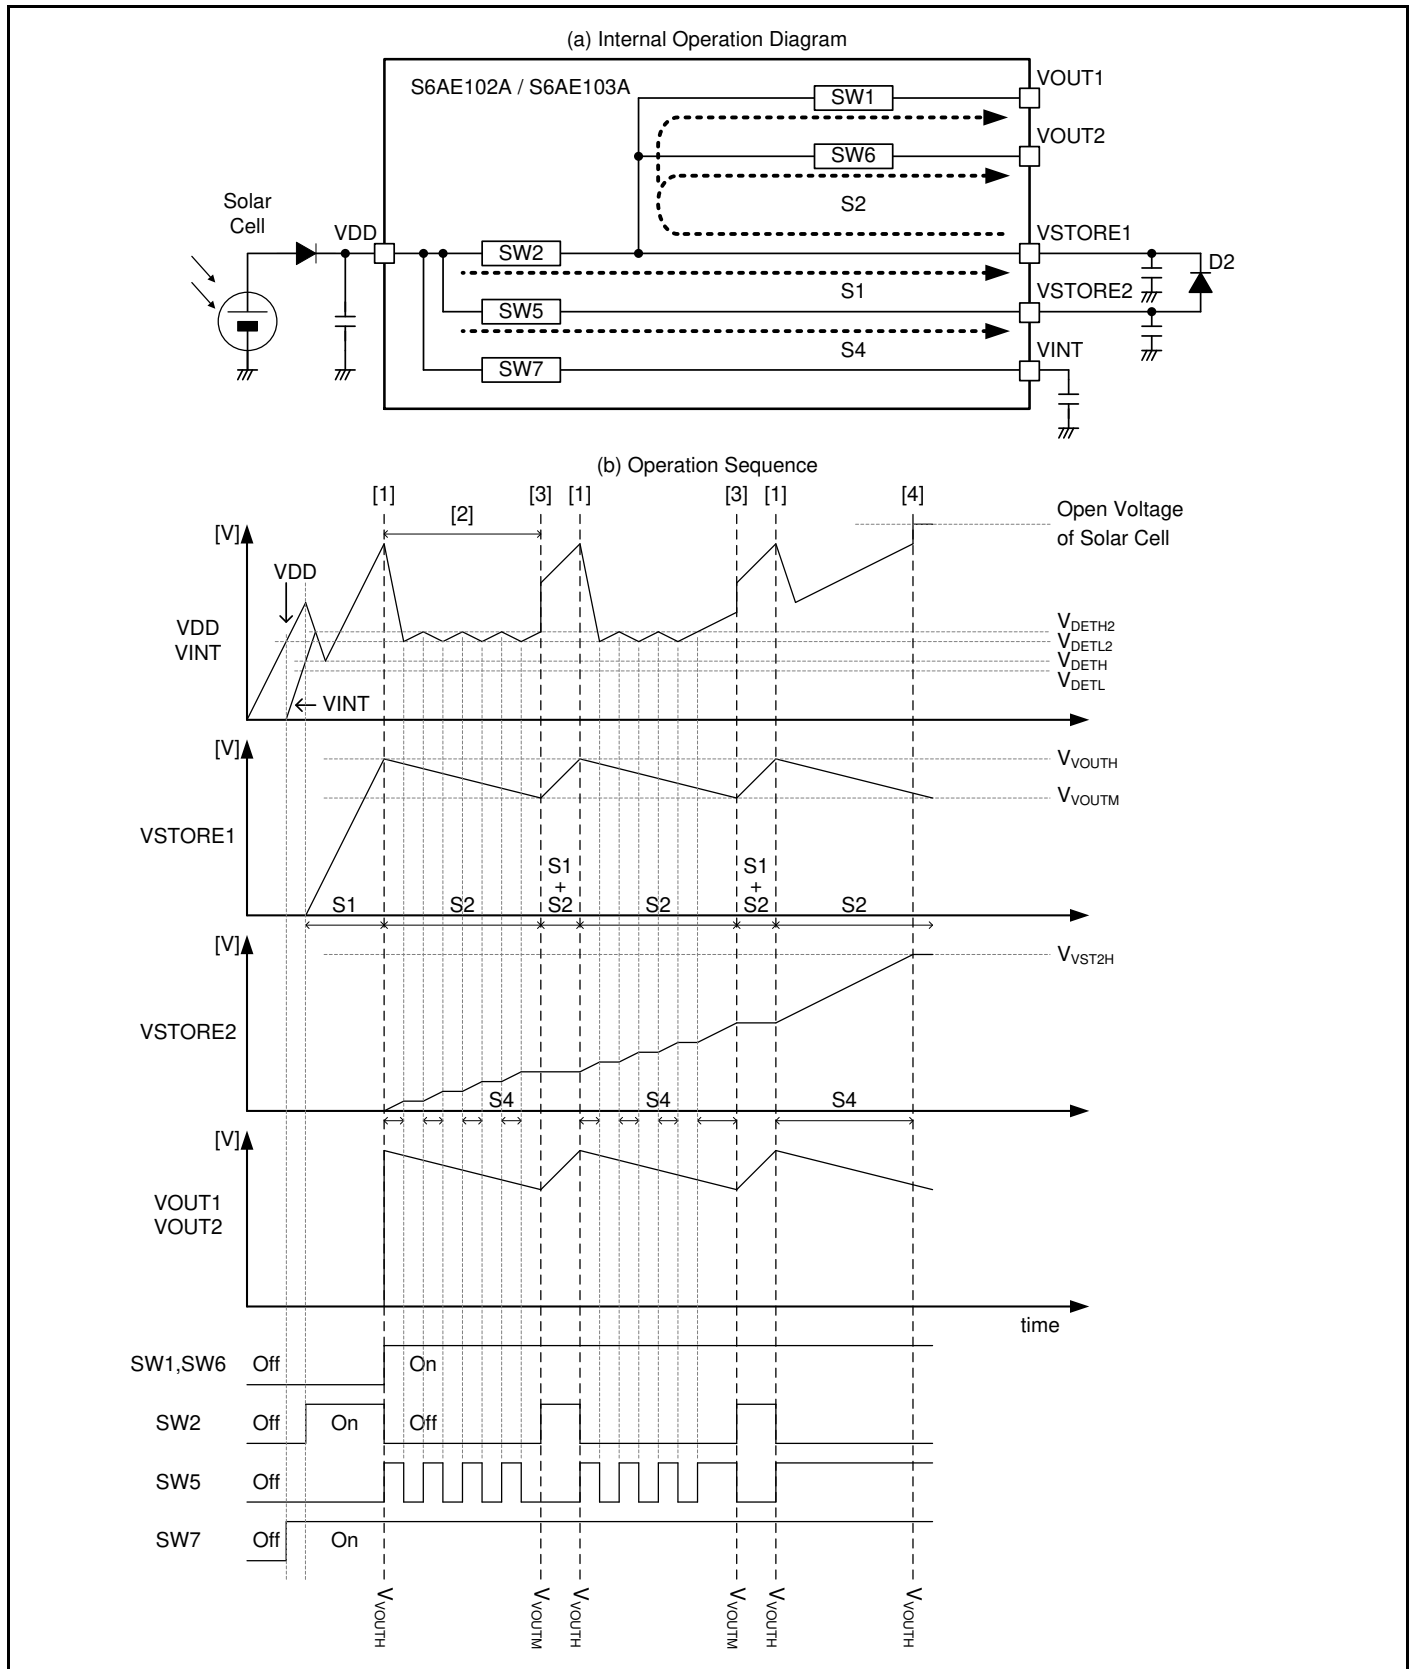 (a) Internal Operation Diagram
S6AE102A / S6AE103A
VOUT1
SW1
VOUT2
SW6
Solar
Cell
S2
VDD
VSTORE1
SW2
D2
S1
VSTORE2
SW5
S4
VINT
SW7
(b) Operation Sequence
[1]
[3]
[1]
[3]
[1]
[4]
[2]
Open Voltage
of Solar Cell
[V]
VDD
VDD
VINT
VINT
VDETH2
VDETL2
VDETH
VDETL
[V]
VVOUTH
VVOUTM
VSTORE1
S1
+
S2
S1
+
S2
S1
S2
S2
S2
[V]
VVST2H
VSTORE2
S4
S4
S4
[V]
VOUT1
VOUT2
time
SW1,SW6 Off On
SW2 Off On Off
SW5 Off
SW7 Off On
VVOUTH
VVOUTM
VVOUTH
VVOUTM
VVOUTH
VVOUTH